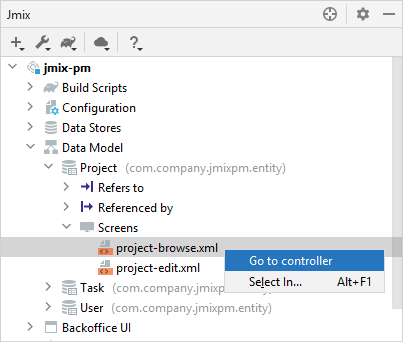 Jmix
jmix-pm
Build Scripts
Configuration
Data Stores
Data Model
Project (com.company.jmixpm.entity)
Refers to
Referenced by
Screens
project-browse.xml
Go to controller
project-edit.xml
Select In... Alt+F1
Task (com.company.jmixpm.entity)
User (com.company.jmixpm.entity)
Backoffice UI